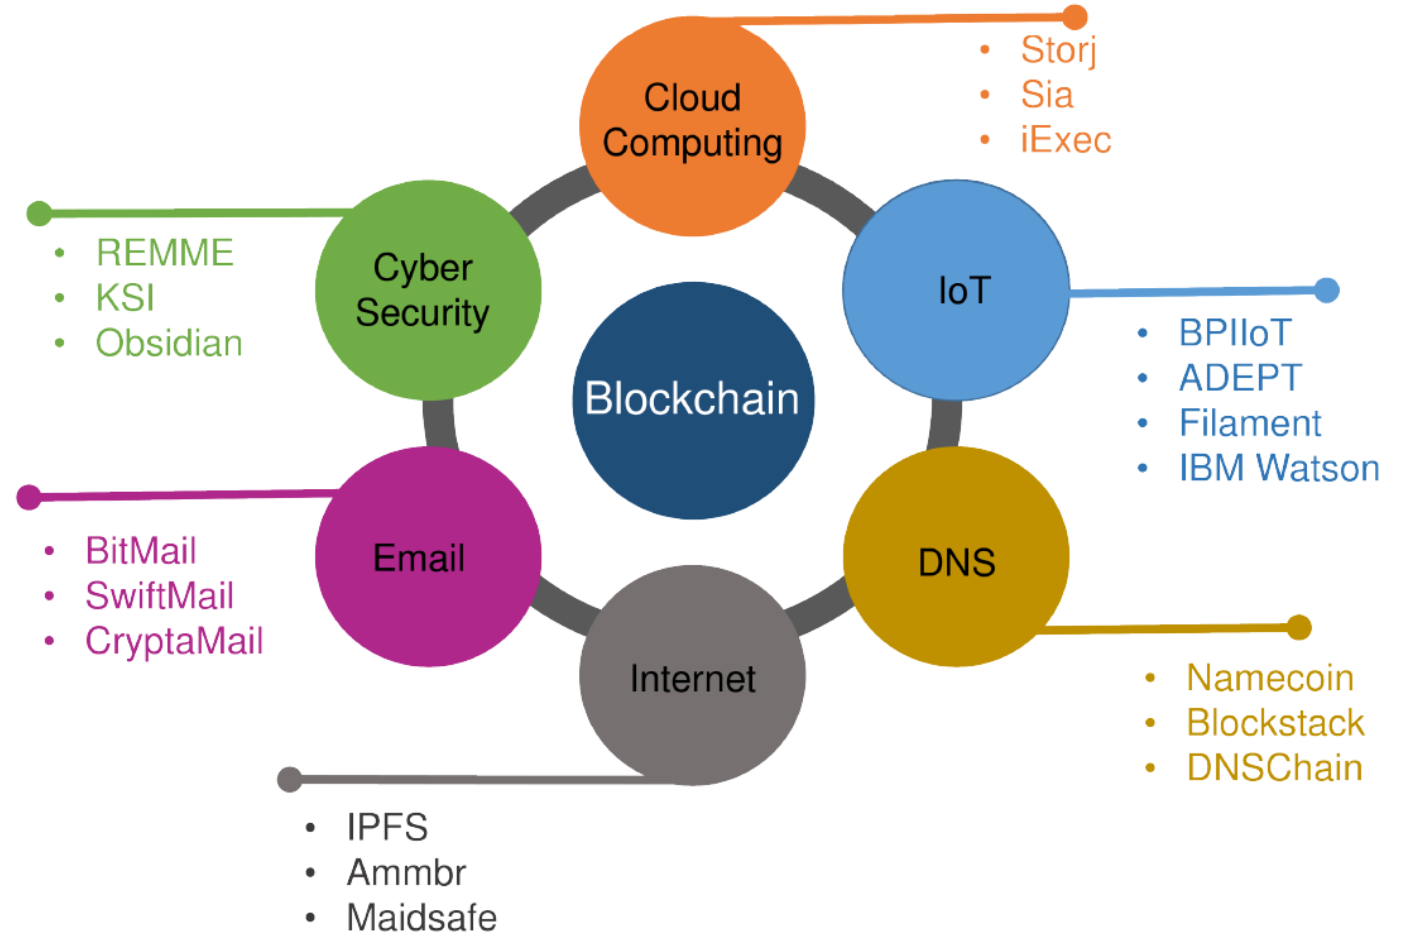 Cloud
Computing
• Storj
• Sia
• iExec
Cyber
Security
• REMME
• KSI
• Obsidian
IoT
• BPIIoT
• ADEPT
• Filament
• IBM Watson
Blockchain
Email
• BitMail
• SwiftMail
• CryptaMail
DNS
• Namecoin
• Blockstack
• DNSChain
Internet
• IPFS
• Ammbr
• Maidsafe